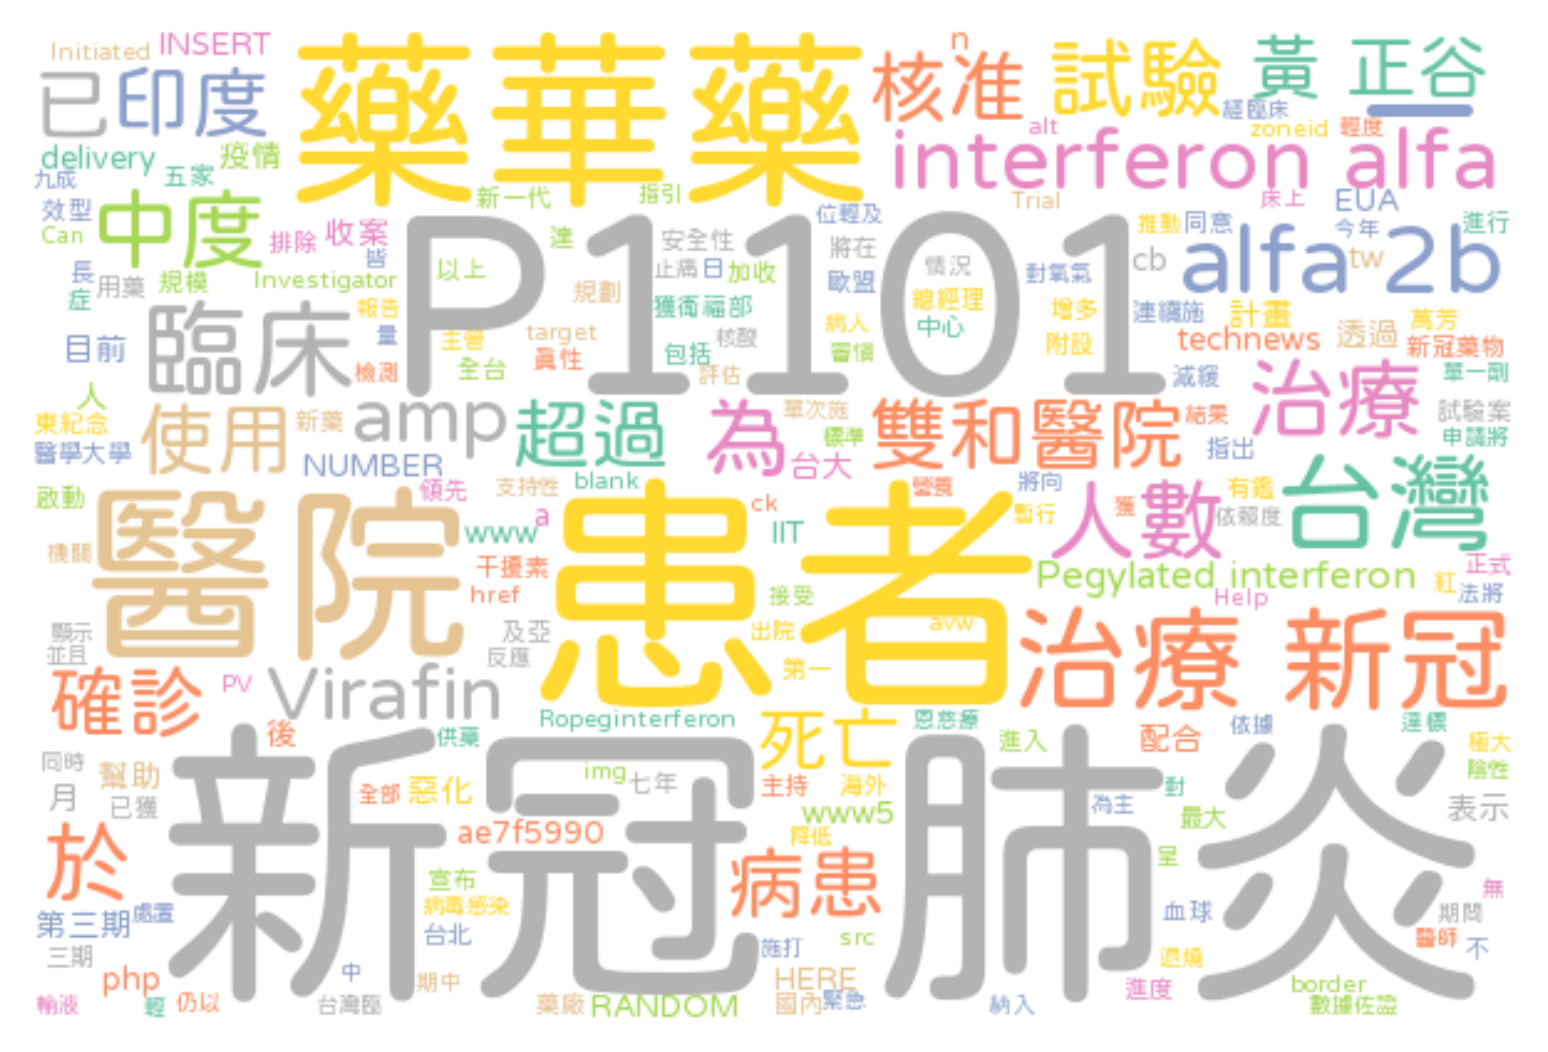 Initiated INSERT 藥華藥 核准 n 試驗 黃 正谷
已 印度 經臨床
delivery 疫情 alt zoneid 輕度
九成 五家 interferon alfa
效型 中度 新一代 指引 Trial 床上 EUA
Can 排除 收案 P1101 達 安全性 位輕及 推動 同意 今年 進行
長 皆 以上 止痛 日 加收 將在 cb alfa 2b tw
症 用藥 規模 Investigator 規劃 歐盟 情況 對氧氣
報告 獲衛福部 總經理 增多 連續施 計畫
目前 臨床 量 主管 target 核酸 病人 中心 technews 透過 萬芳
檢測 全台 真性 包括 審慎 附設 新冠藥物
人 評估 減緩 治療 單一劑
東紀念 使用 新藥 amp 超過 為 單次施 雙和醫院 結果 試驗案
醫學大學 NUMBER 台大 標準 指出 申請將
啟動 領先 支持性 blank 營養 將向 人數 有鑑 台灣
醫院 www a 患者 ck IIT 暫行 獲 依賴度
機關 干擾素 Pegylated interferon 正式
href 接受 Help 紅 法將
顯示 及亞 出院 avw 治療 新冠
並且 反應 第一
確診 PV Virafin
後 供藥 Ropeginterferon 死亡 恩慈療 依據 達標
同時 幫助 進入 配合 極大
月 已獲 全部 惡化 img 七年 主持 海外 對 陰性
新冠肺炎 www5 為主 最大 表示
於 ae7f5990 降低 呈
宣布 病患 無
第三期 處置 病毒感染 血球 期間
三期 台北 施打 src 退燒 醫師 不
php 中 期中 HERE 進度 border
輸液 輕 仍以 台灣臨 藥廠 RANDOM 國內 緊急 納入 數據佐證